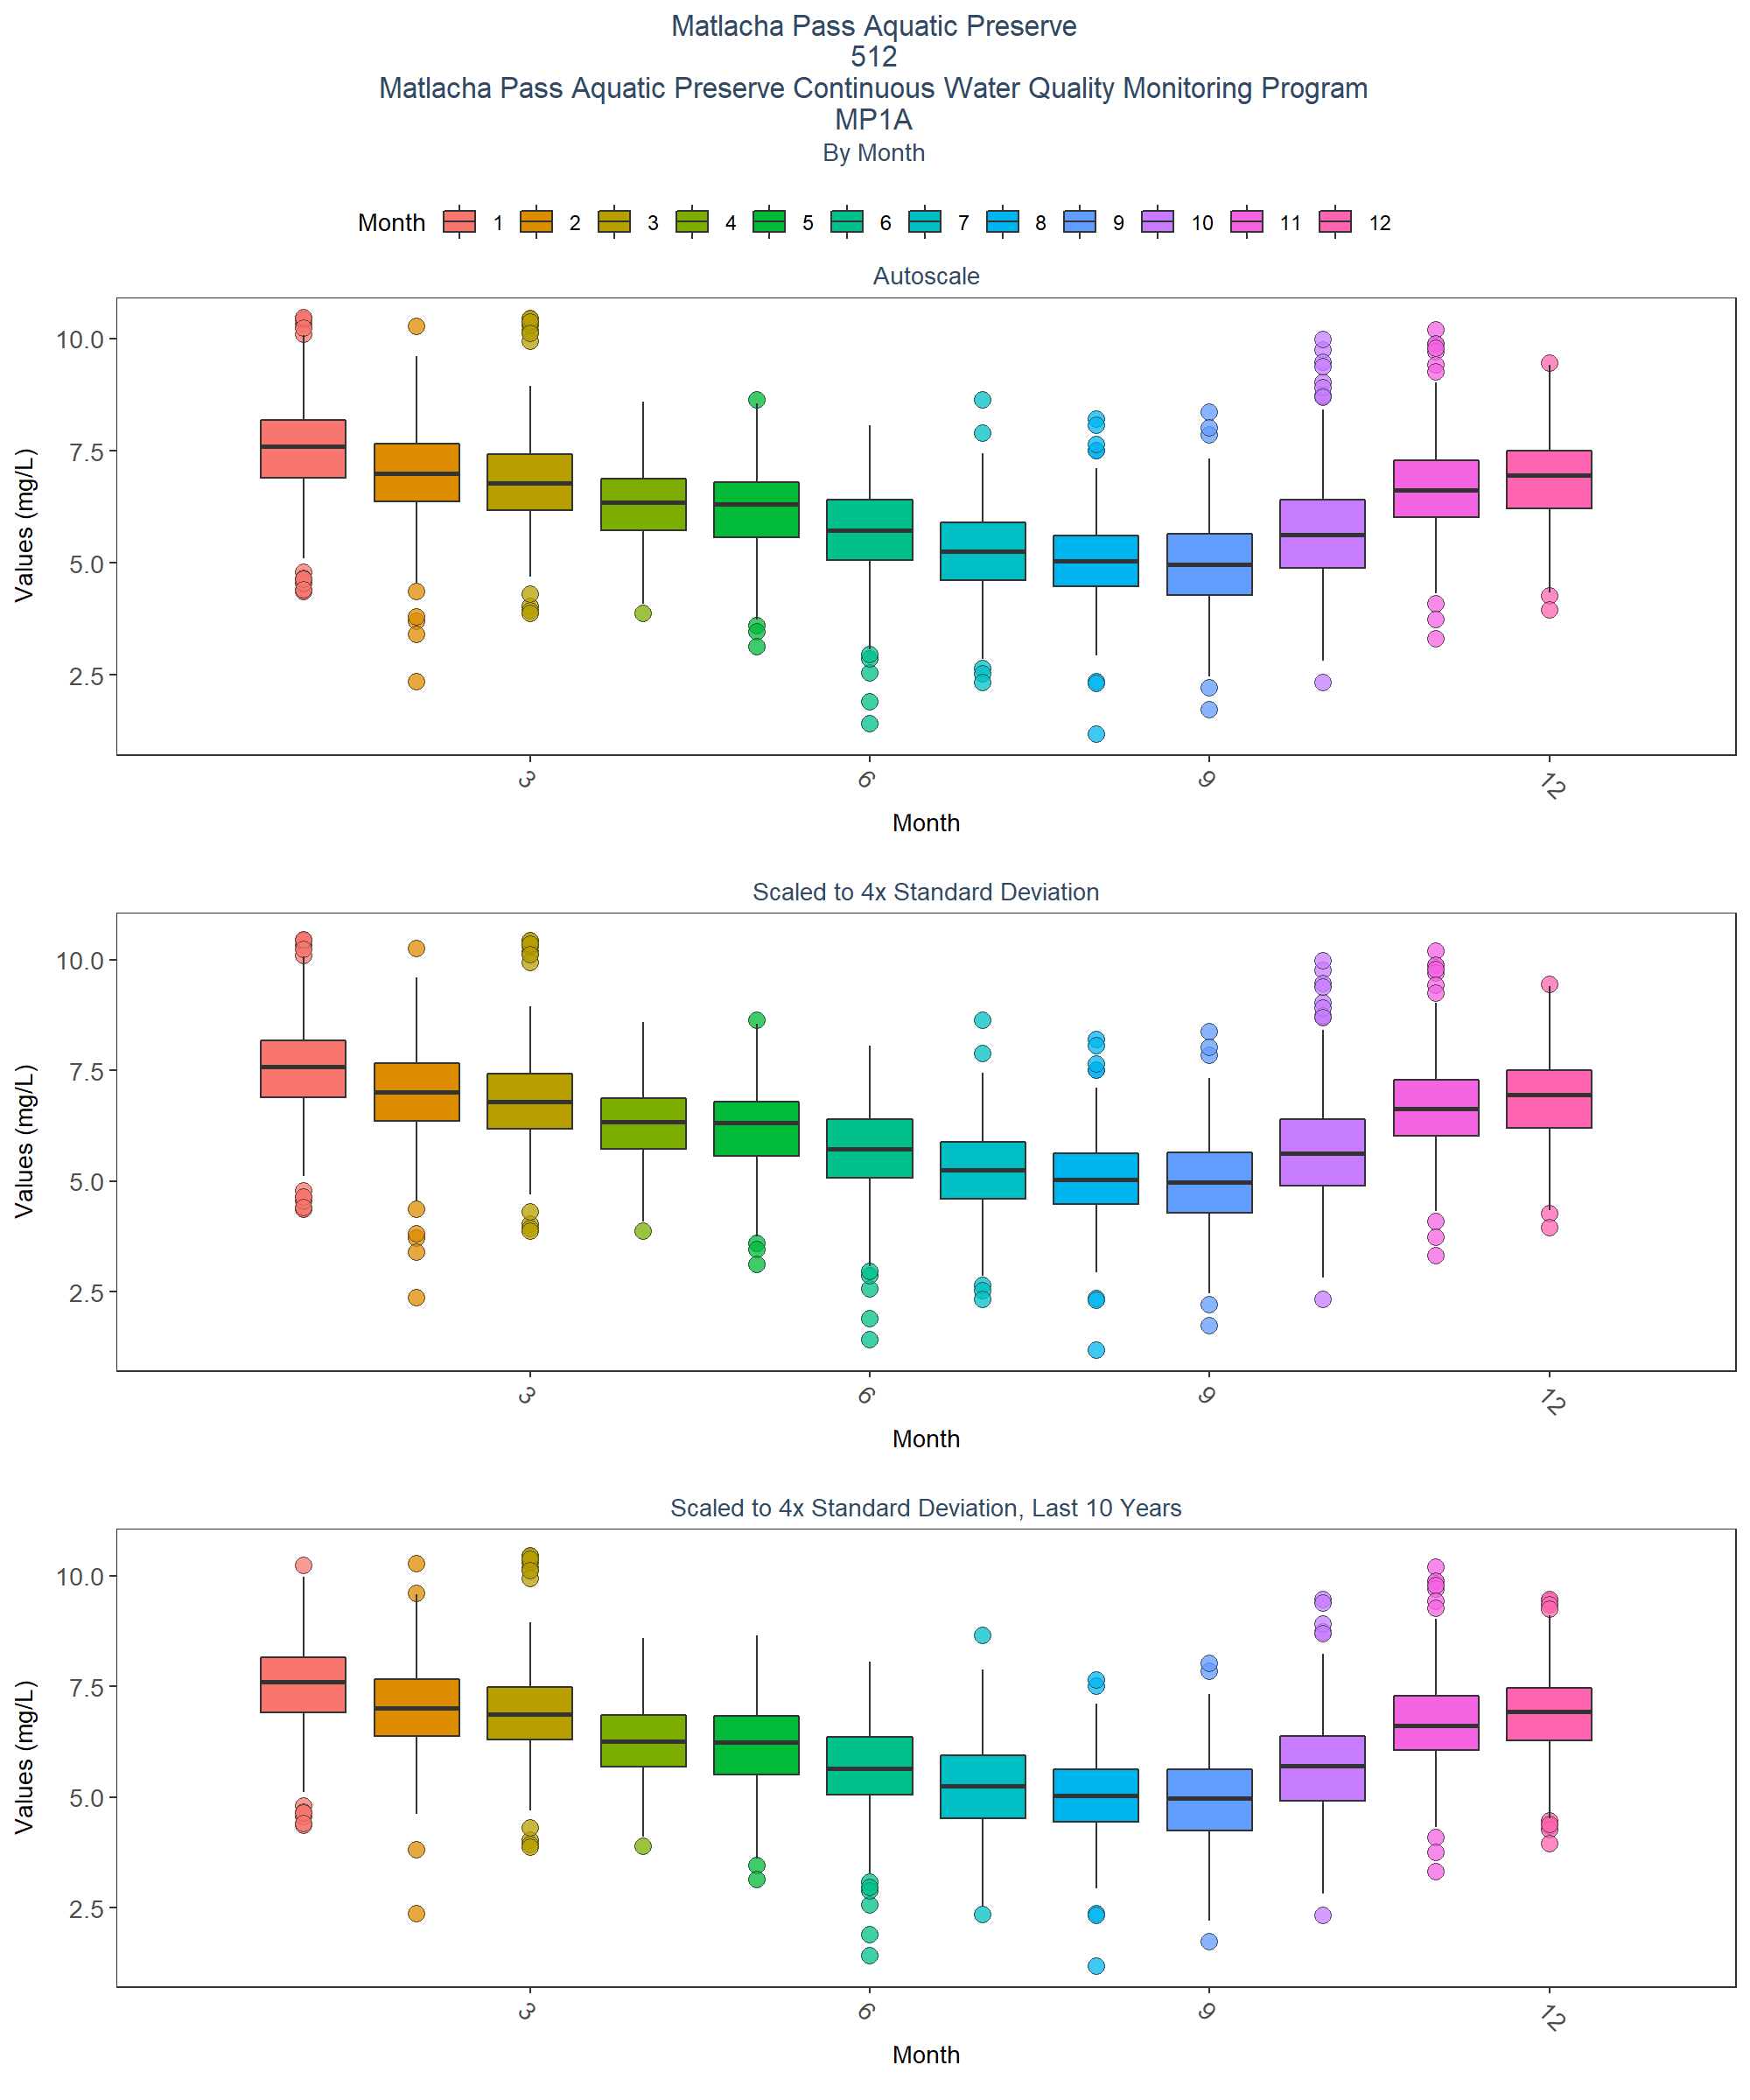 Matlacha Pass Aquatic Preserve
512
Matlacha Pass Aquatic Preserve Continuous Water Quality Monitoring Program
MP1A
By Month
Month 1 2 3 4 5 6 7 8 9 10 11 12
Autoscale
Values (mg/L)
10.0
7.5
5.0
2.5
3 6 9 12
Month
Scaled to 4x Standard Deviation
Values (mg/L)
10.0
7.5
5.0
2.5
3 6 9 12
Month
Scaled to 4x Standard Deviation, Last 10 Years
Values (mg/L)
10.0
7.5
5.0
2.5
3 6 9 12
Month